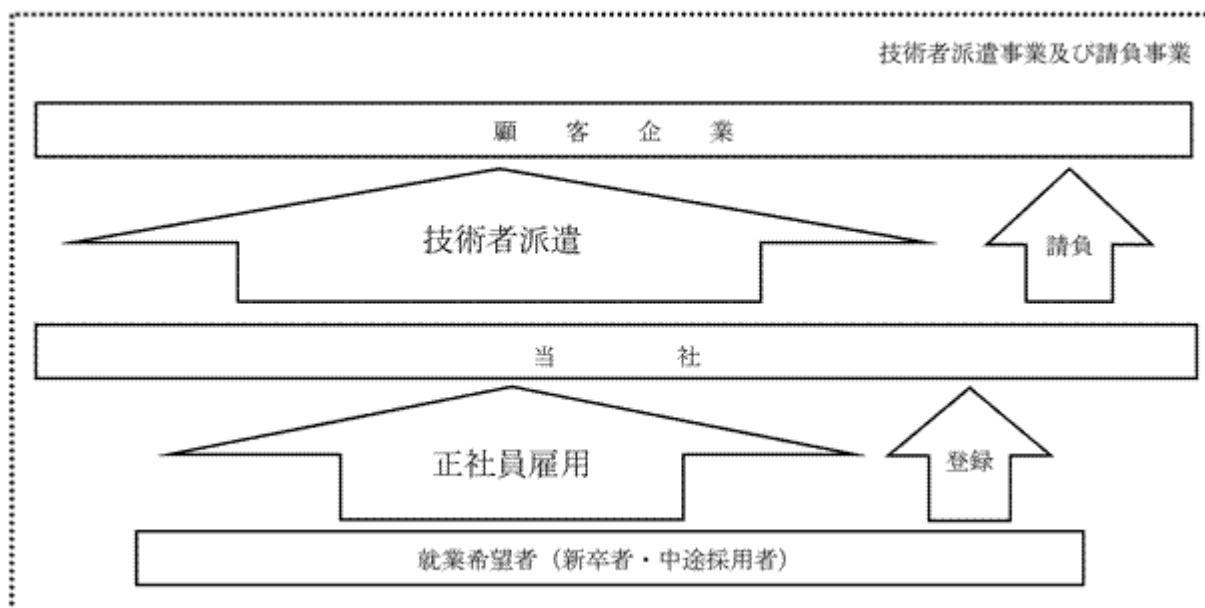 技術者派遣事業及び請負事業
顧客企業
技術者派遣
請負
当社
正社員雇用
登録
就業希望者（新卒者・中途採用者）